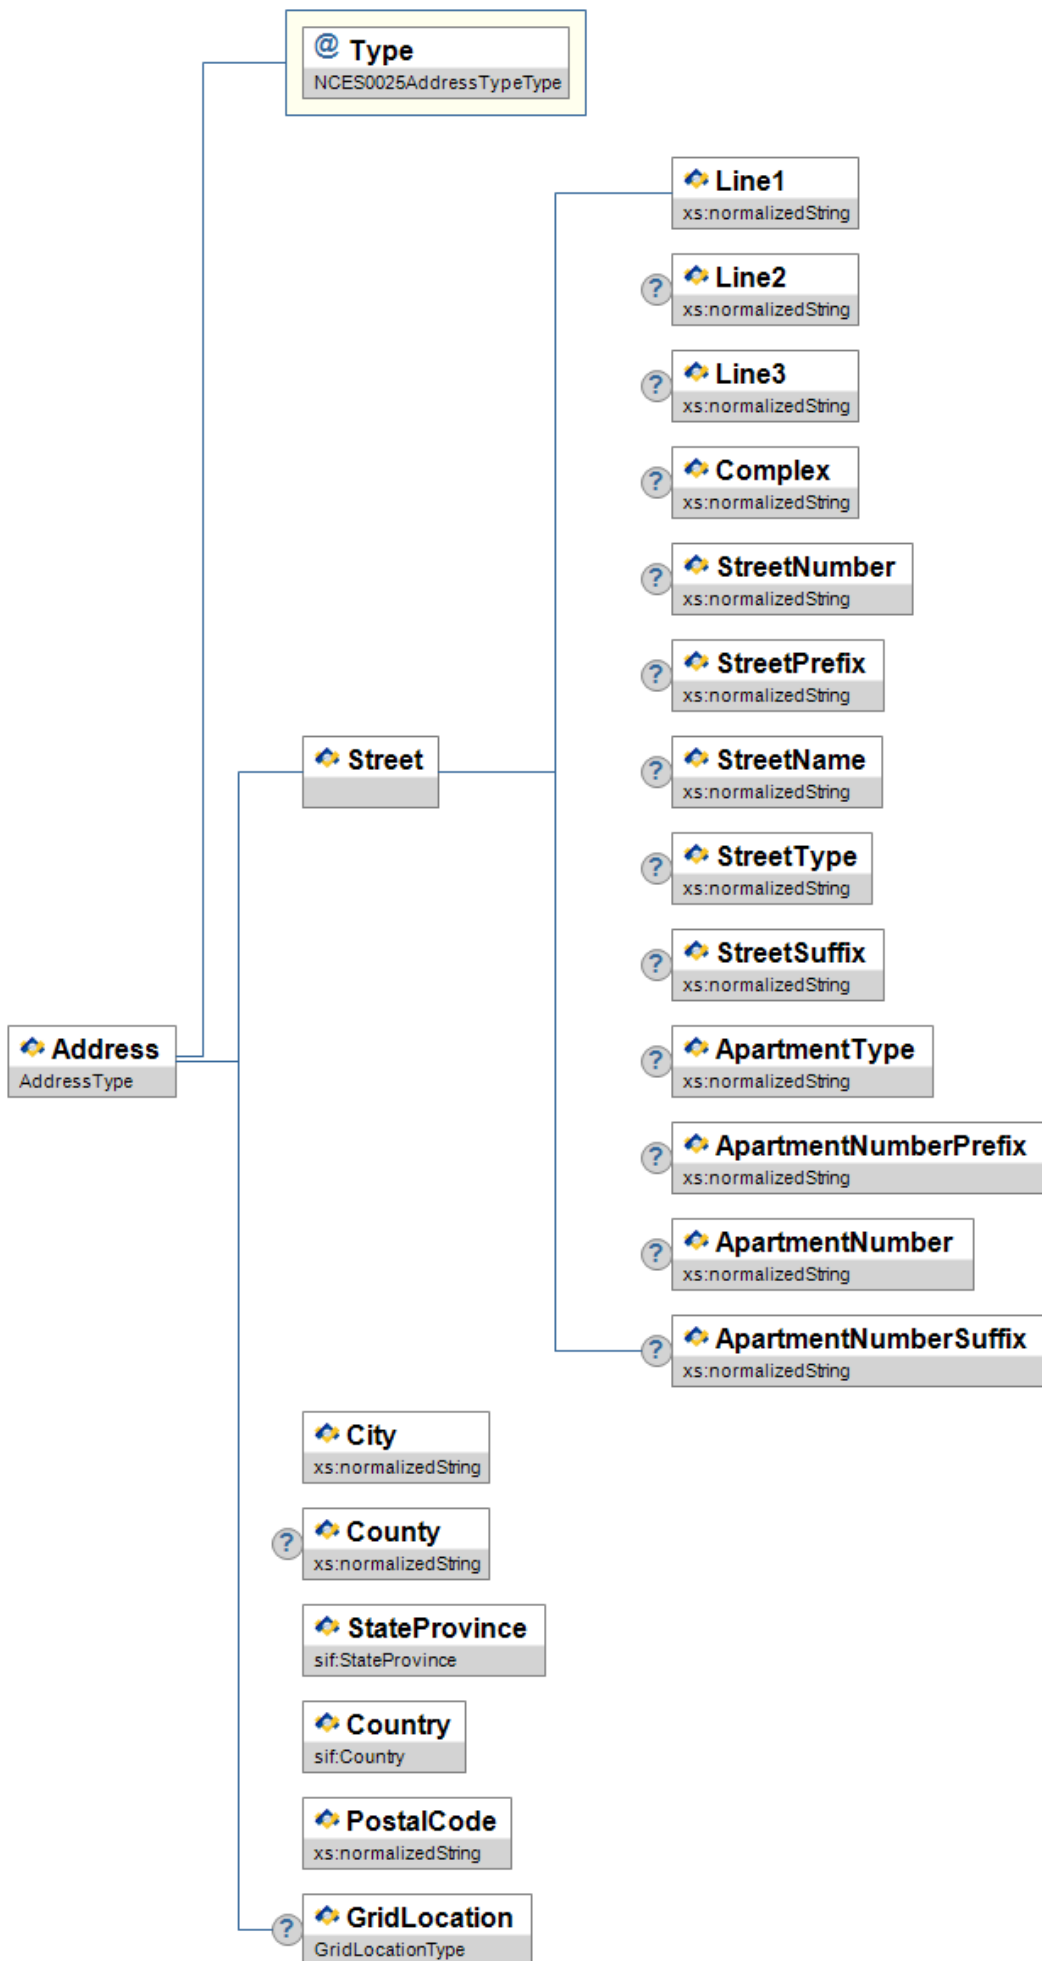 @ Type
NCES0025AddressTypeType
Line1
xs:normalizedString
? Line2
xs:normalizedString
? Line3
xs:normalizedString
? Complex
xs:normalizedString
? StreetNumber
xs:normalizedString
? StreetPrefix
xs:normalizedString
Street
? StreetName
xs:normalizedString
? StreetType
xs:normalizedString
? StreetSuffix
xs:normalizedString
Address
AddressType
? ApartmentType
xs:normalizedString
? ApartmentNumberPrefix
xs:normalizedString
? ApartmentNumber
xs:normalizedString
? ApartmentNumberSuffix
xs:normalizedString
City
xs:normalizedString
? County
xs:normalizedString
StateProvince
sif:StateProvince
Country
sif:Country
PostalCode
xs:normalizedString
? GridLocation
GridLocationType